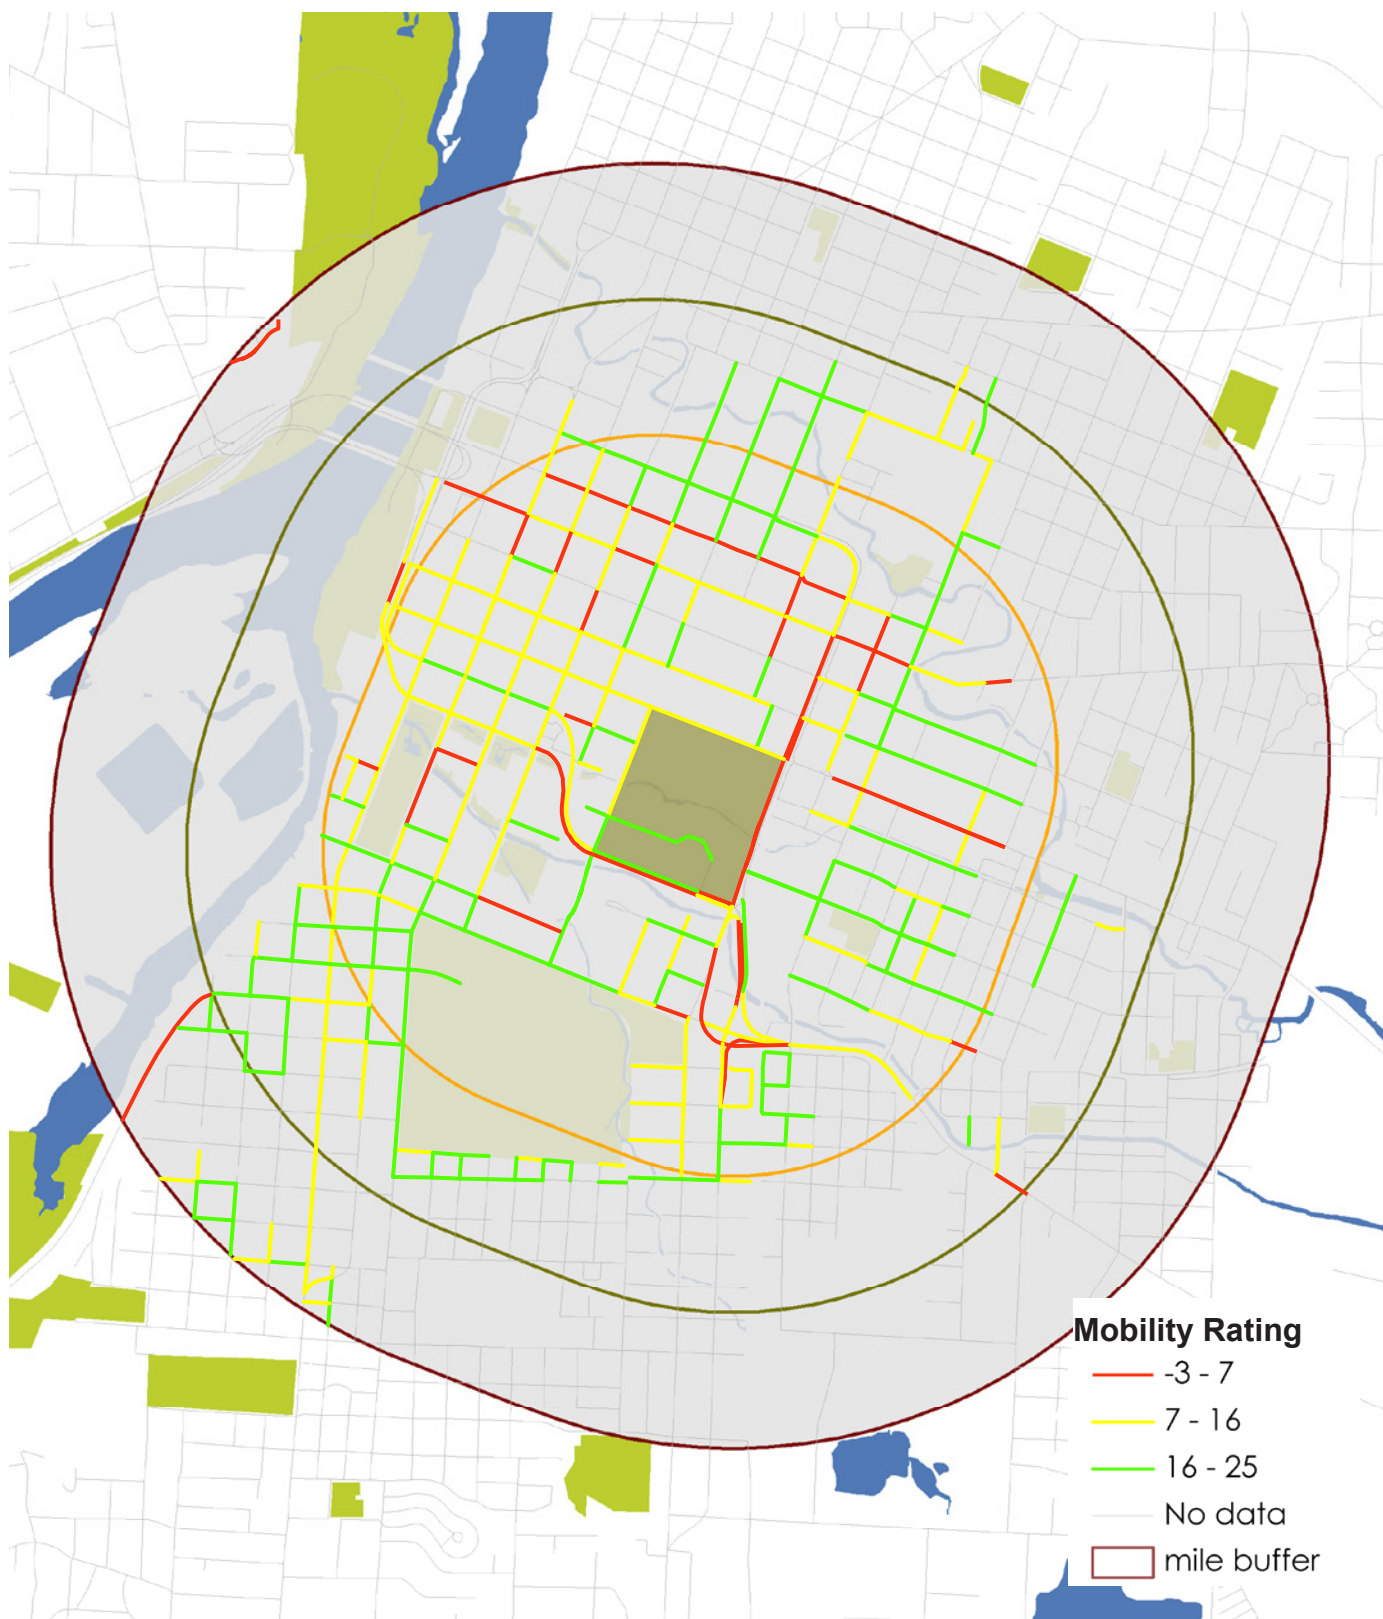 Mobility Rating
-3 - 7
7 - 16
16 - 25
No data
mile buffer